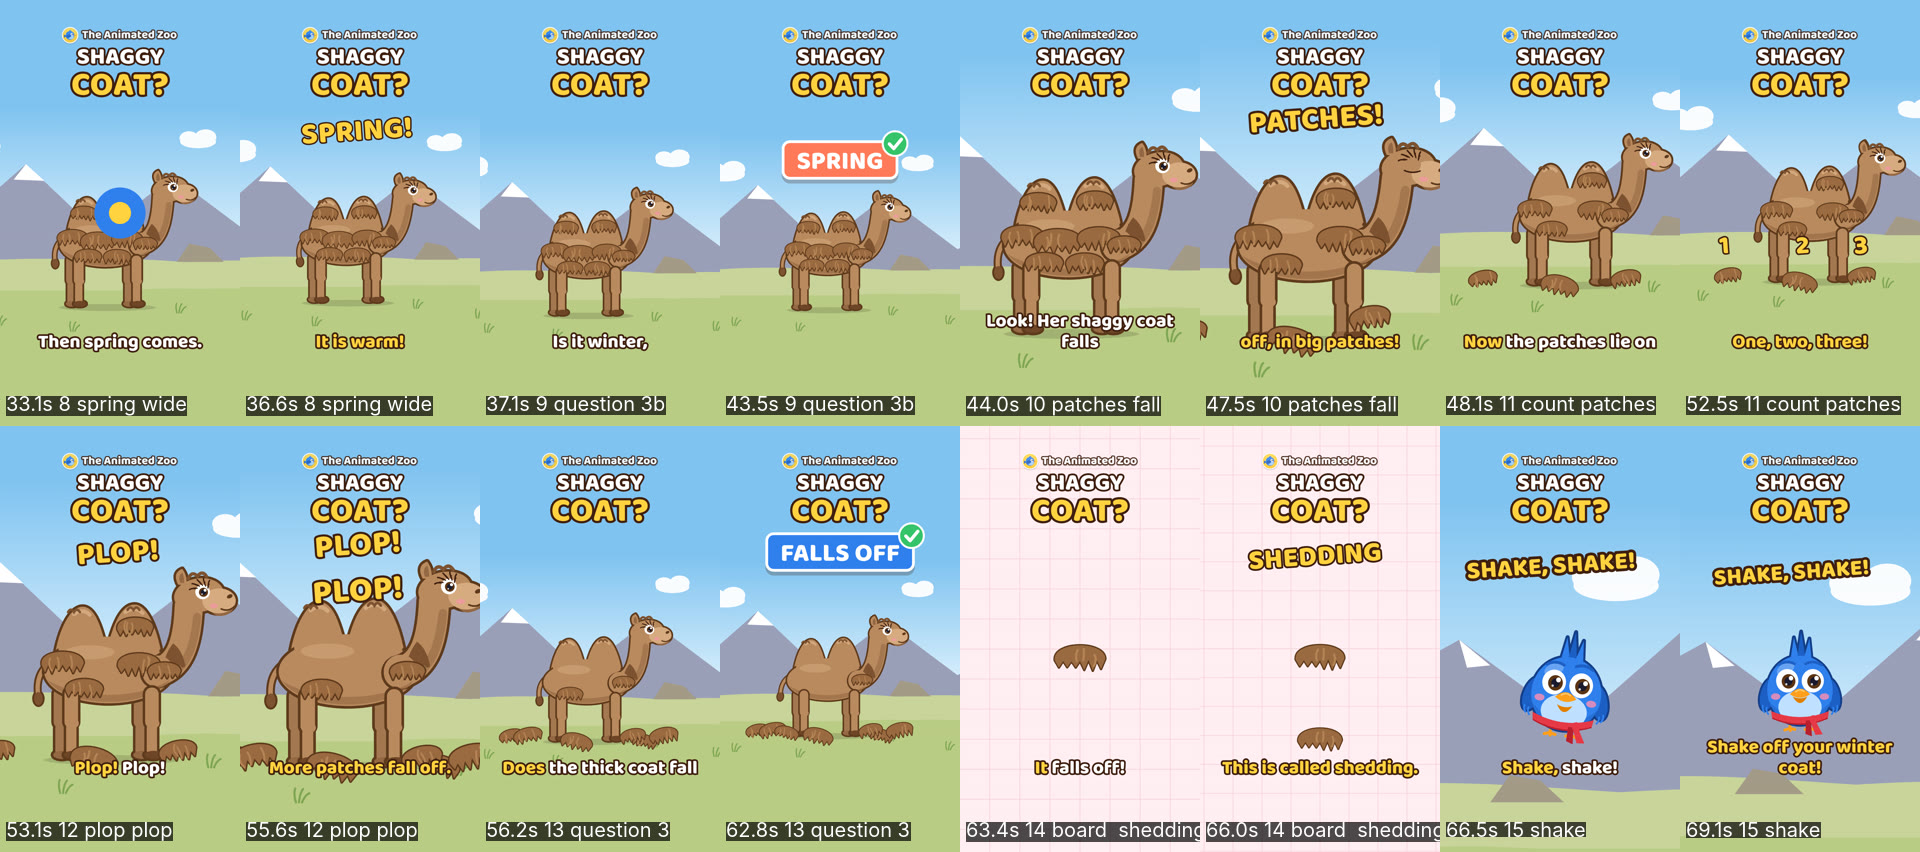 The Animated Zoo
SHAGGY
COAT?
Then spring comes.
33.1s 8 spring wide
The Animated Zoo
SHAGGY
COAT?
SPRING!
It is warm!
36.6s 8 spring wide
The Animated Zoo
SHAGGY
COAT?
Is it winter,
37.1s 9 question 3b
The Animated Zoo
SHAGGY
COAT?
SPRING
43.5s 9 question 3b
The Animated Zoo
SHAGGY
COAT?
Look! Her shaggy coat
falls
44.0s 10 patches fall
The Animated Zoo
SHAGGY
COAT?
PATCHES!
off, in big patches!
47.5s 10 patches fall
The Animated Zoo
SHAGGY
COAT?
Now the patches lie on
48.1s 11 count patches
The Animated Zoo
SHAGGY
COAT?
1 2 3
One, two, three!
52.5s 11 count patches
The Animated Zoo
SHAGGY
COAT?
PLOP!
Plop! Plop!
53.1s 12 plop plop
The Animated Zoo
SHAGGY
COAT?
PLOP!
PLOP!
More patches fall off.
55.6s 12 plop plop
The Animated Zoo
SHAGGY
COAT?
Does the thick coat fall
56.2s 13 question 3
The Animated Zoo
SHAGGY
COAT?
FALLS OFF
62.8s 13 question 3
The Animated Zoo
SHAGGY
COAT?
It falls off!
63.4s 14 board shedding
The Animated Zoo
SHAGGY
COAT?
SHEDDING
This is called shedding.
66.0s 14 board shedding
The Animated Zoo
SHAGGY
COAT?
SHAKE, SHAKE!
Shake, shake!
66.5s 15 shake
The Animated Zoo
SHAGGY
COAT?
SHAKE, SHAKE!
Shake off your winter
coat!
69.1s 15 shake